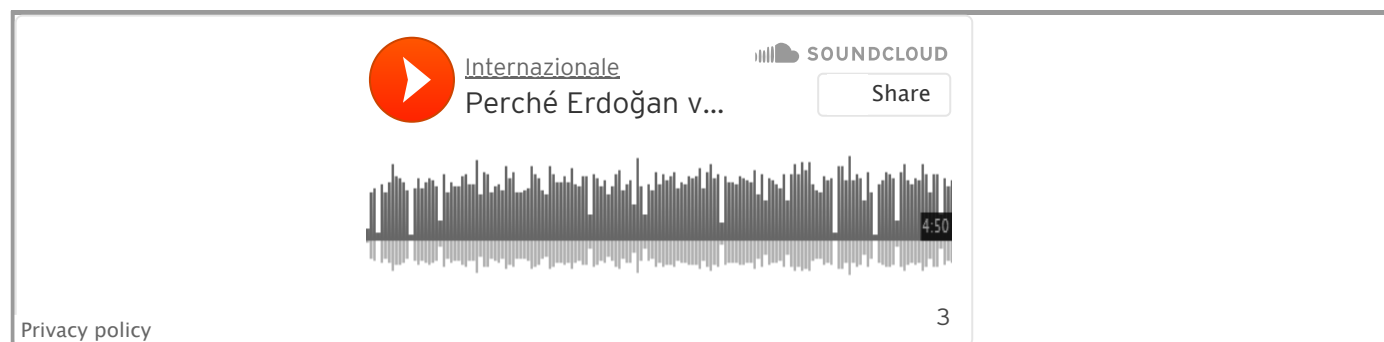 Internazionale
SOUNDCLOUD
Perché Erdoğan v...
Share
4:50
3
Privacy policy